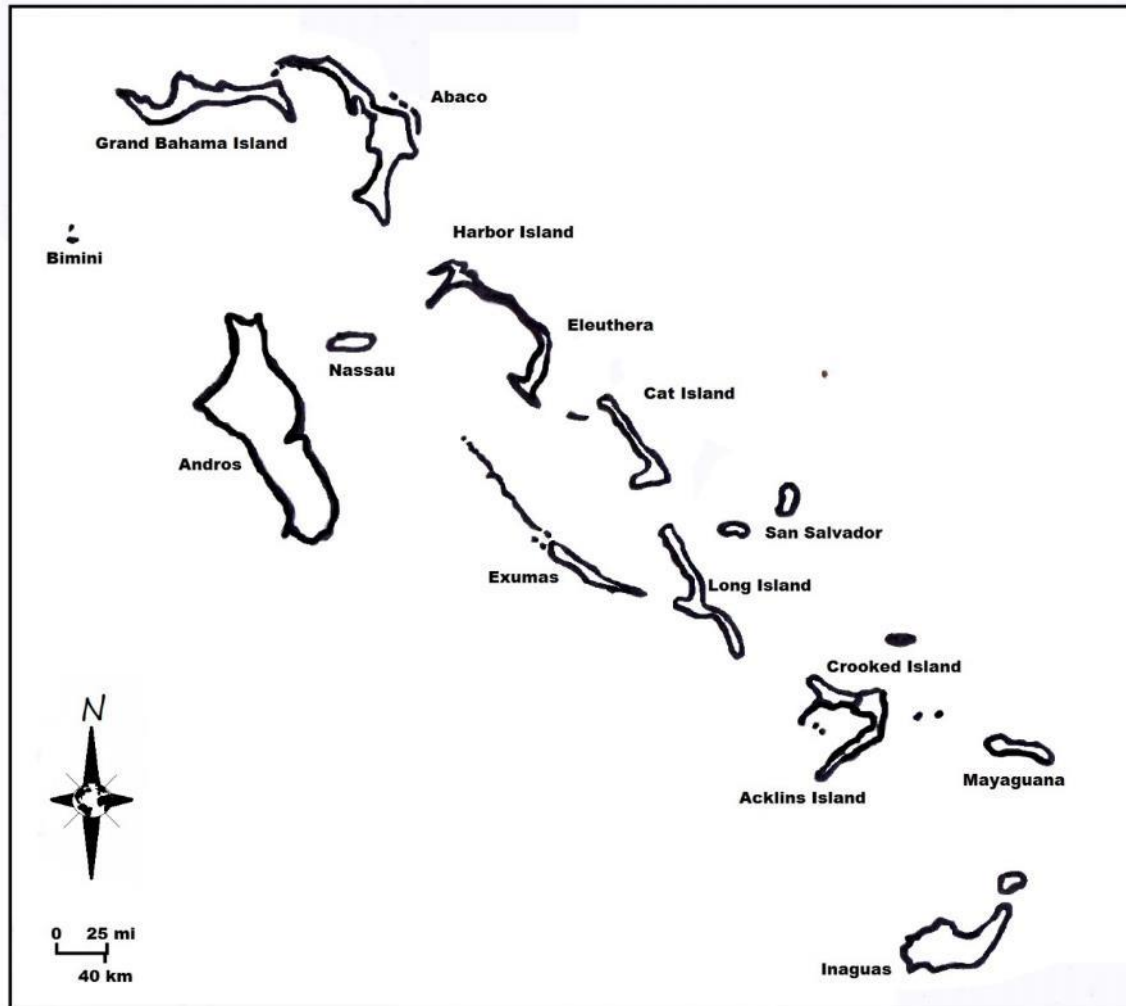 Abaco
Grand Bahama Island
Harbor Island
Bimini
Eleuthera
Nassau
Cat Island
Andros
San Salvador
Exumas
Long Island
Crooked Island
N
Mayaguana
Acklins Island
0 25 mi
40 km
Inaguas